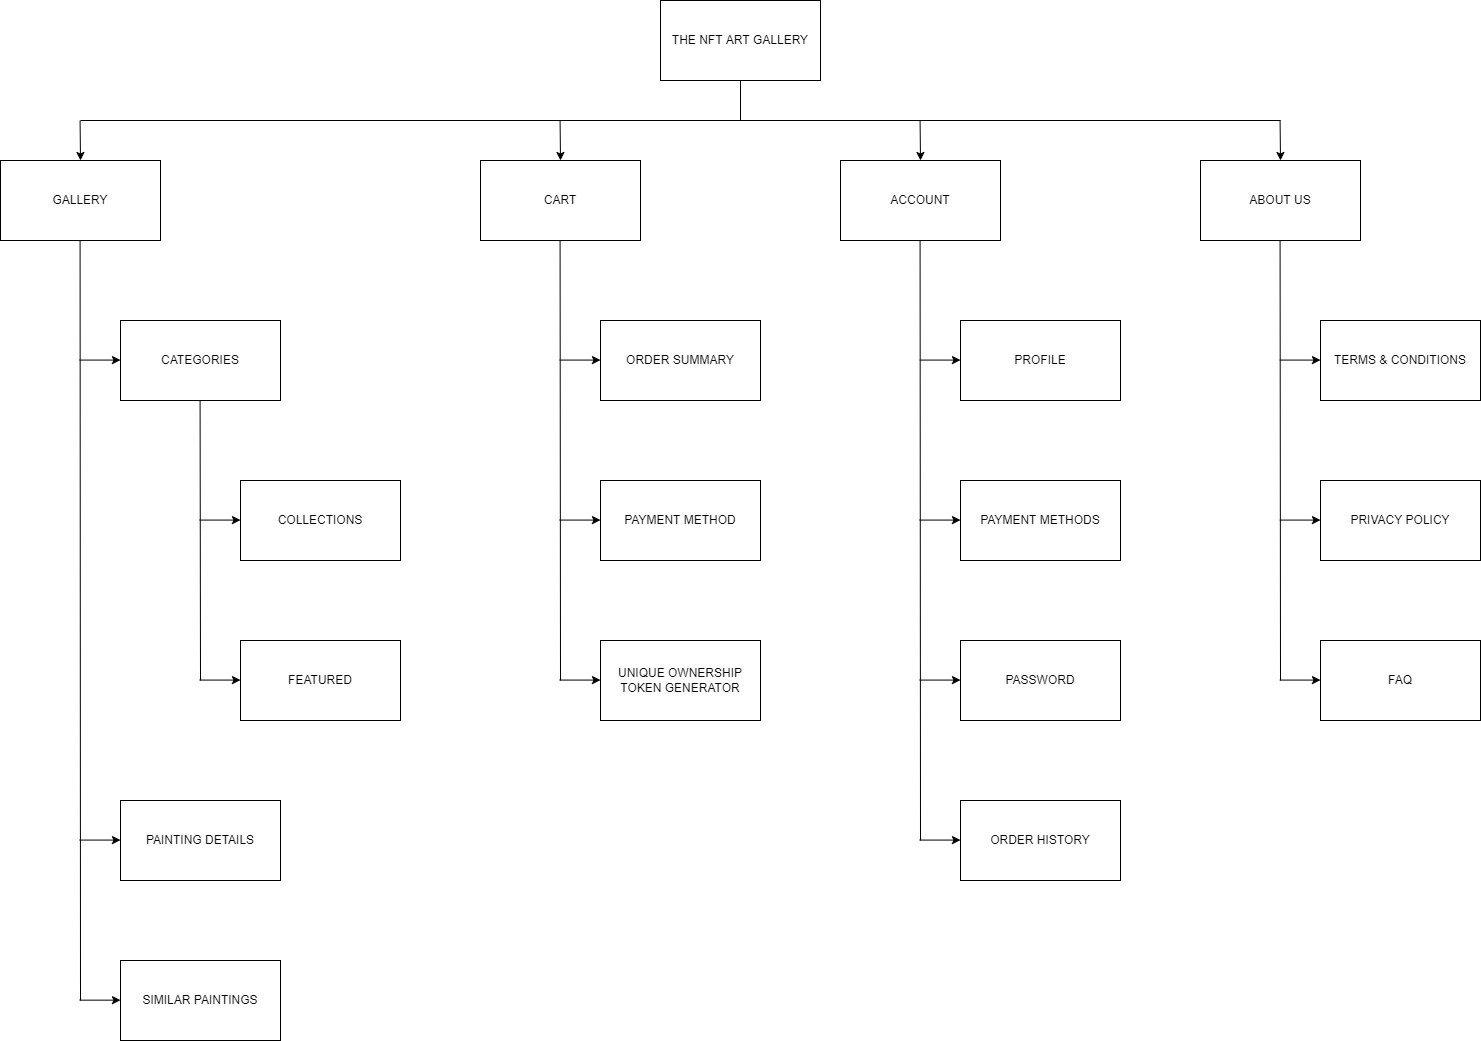 THE NFT ART GALLERY
GALLERY
CART
ACCOUNT
ABOUT US
CATEGORIES
ORDER SUMMARY
PROFILE
TERMS & CONDITIONS
COLLECTIONS
PAYMENT METHOD
PAYMENT METHODS
PRIVACY POLICY
FEATURED
UNIQUE OWNERSHIP
TOKEN GENERATOR
PASSWORD
FAQ
PAINTING DETAILS
ORDER HISTORY
SIMILAR PAINTINGS